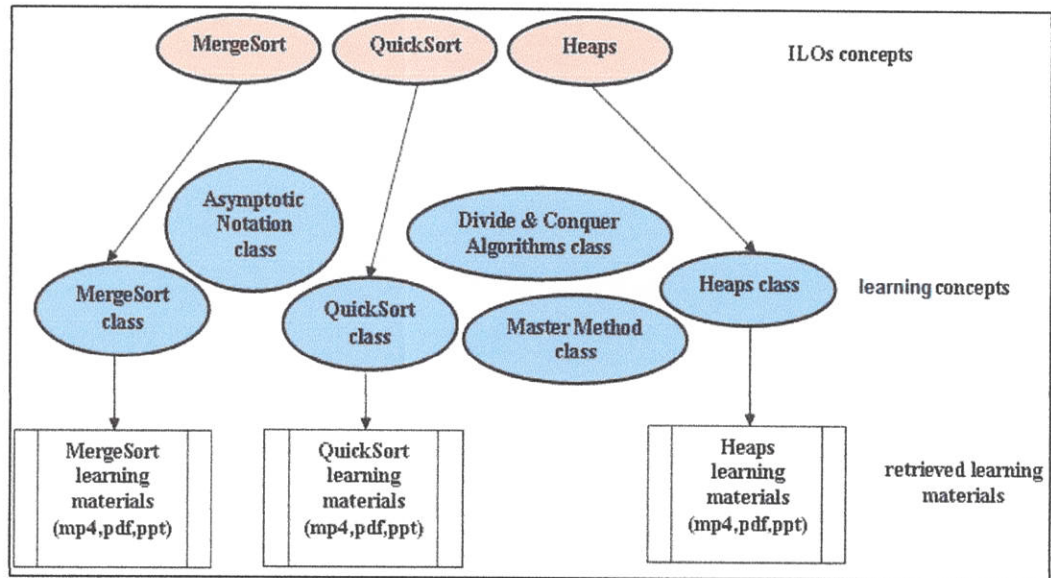 MergeSort
QuickSort
Heaps
ILOs concepts
Asymptotic
Notation
class
Divide & Conquer
Algorithms class
MergeSort
class
QuickSort
class
Master Method
class
Heaps class
learning concepts
MergeSort
learning
materials
(mp4,pdf,ppt)
QuickSort
learning
materials
(mp4,pdf,ppt)
Heaps
learning
materials
(mp4,pdf,ppt)
retrieved learning
materials